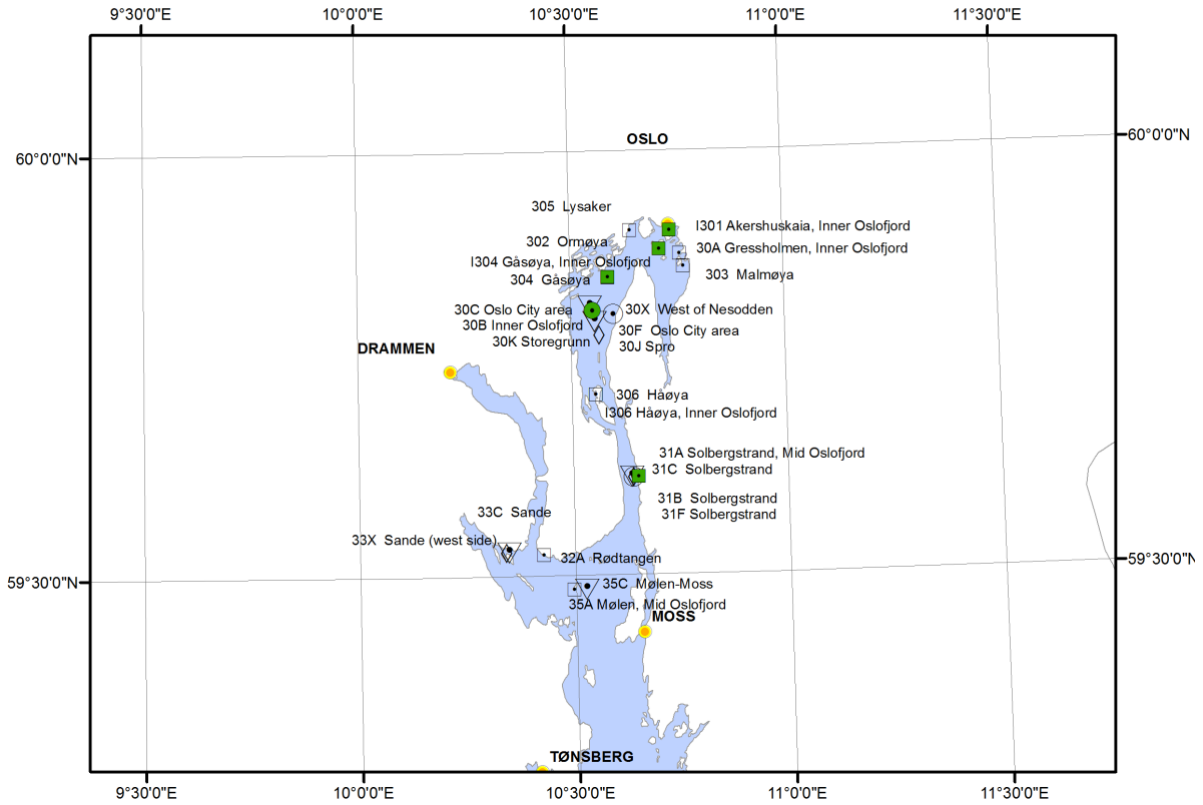 9°30'0"E
10°0'0"E
10°30'0"E
11°0'0"E
11°30'0"E
60°0'0"N
60°0'0"N
OSLO
305 Lysaker
I301 Akershuskaia, Inner Oslofjord
302 Ormøya
30A Gressholmen, Inner Oslofjord
I304 Gåsøya, Inner Oslofjord
303 Malmøya
304 Gåsøya
30C Oslo City area
30X West of Nesodden
30B Inner Oslofjord
30F Oslo City area
30K Storegrunn
30J Spro
DRAMMEN
306 Håøya
I306 Håøya, Inner Oslofjord
31A Solbergstrand, Mid Oslofjord
31C Solbergstrand
31B Solbergstrand
31F Solbergstrand
33C Sande
33X Sande (west side)
32A Rødtangen
59°30'0"N
59°30'0"N
35C Mølen-Moss
35A Mølen, Mid Oslofjord
MOSS
TØNSBERG
9°30'0"E
10°0'0"E
10°30'0"E
11°0'0"E
11°30'0"E